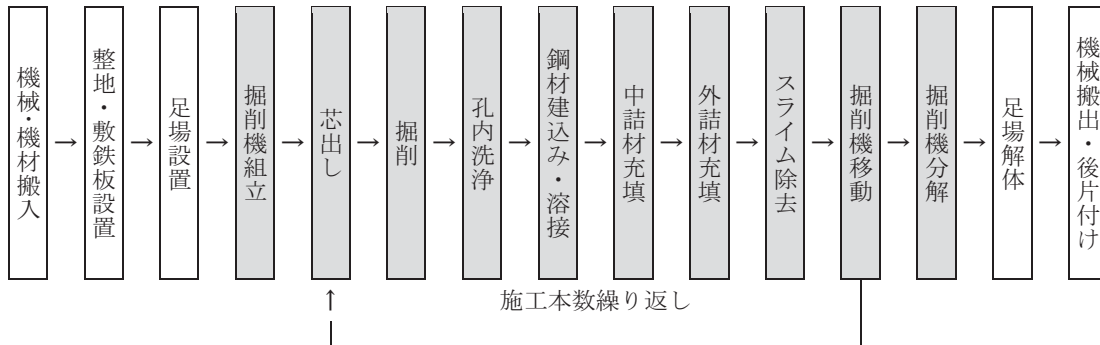 機械・機材搬入
整地・敷鉄板設置
足場設置
掘削機組立
芯出し
掘削
孔内洗浄
鋼材建込み・溶接
中詰材充填
外詰材充填
スライム除去
掘削機移動
掘削機分解
足場解体
機械搬出・後片付け
施工本数繰り返し